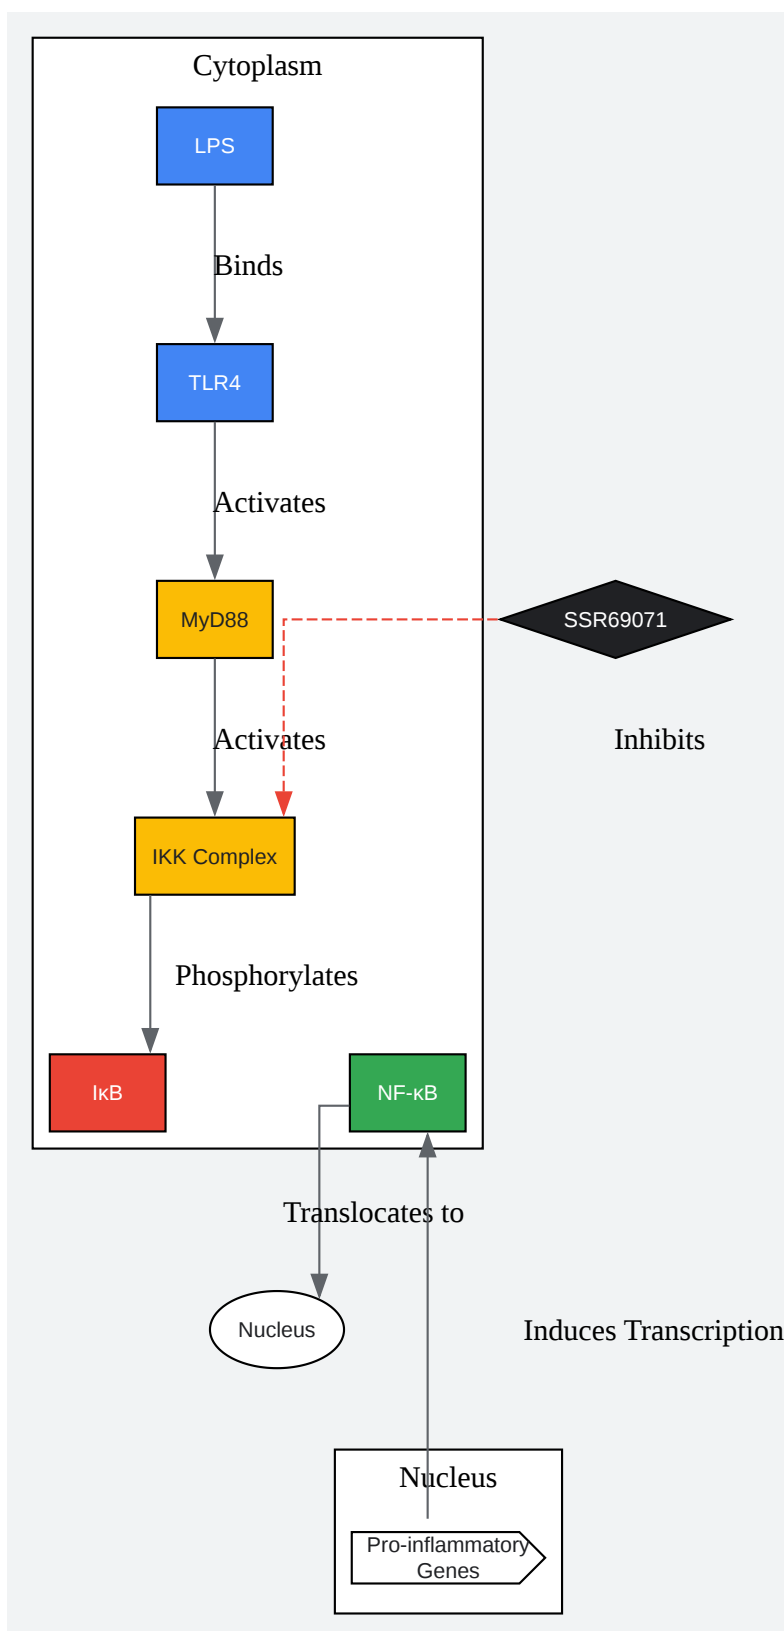 Cytoplasm
LPS
Binds
TLR4
Activates
MyD88
SSR69071
Activates
Inhibits
IKK Complex
Phosphorylates
IκB
NF-κB
Translocates to
Nucleus
Induces Transcription
Nucleus
Pro-inflammatory
Genes